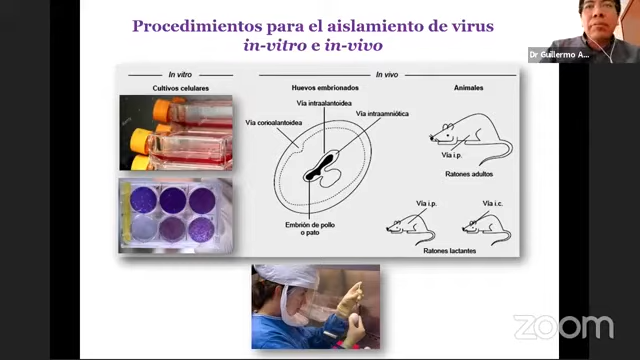 Procedimientos para el aislamiento de virus
in-vitro e in-vivo
Dr Guillermo A...
In vitro
In vivo
Cultivos celulares
Huevos embrionados
Animales
Vía intraalantoidea
Vía intraamniótica
Vía corioalantoidea
Vía i.p.
Ratones adultos
Embrión de pollo
o pato
Vía i.p.
Vía i.c.
Ratones lactantes
zoom